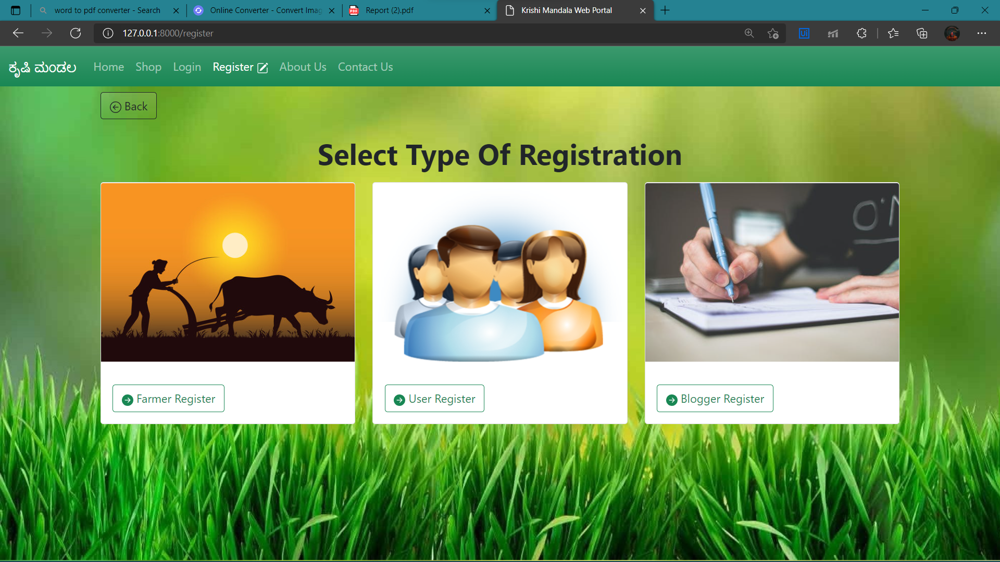 word to pdf converter - Search
Online Converter - Convert Imag
Report (2).pdf
Krishi Mandala Web Portal
127.0.0.1:8000/register
ಕೃಷಿ ಮಂಡಲ Home Shop Login Register About Us Contact Us
Back
Select Type Of Registration
Farmer Register
User Register
Blogger Register